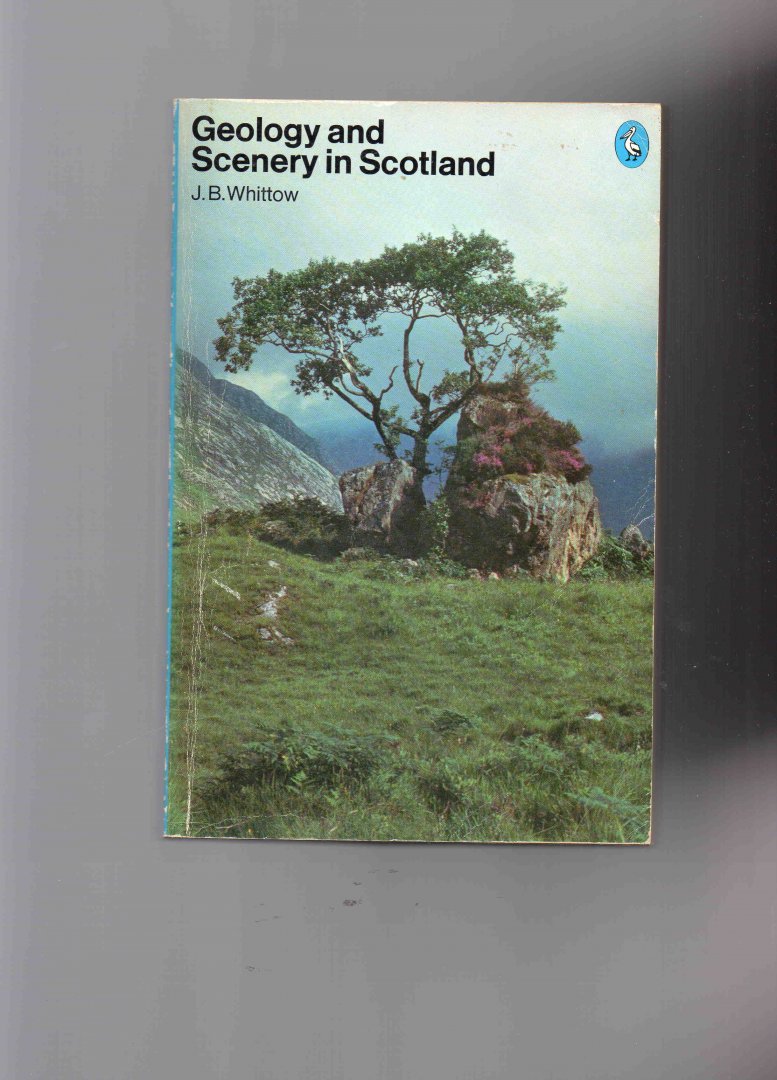 Geology and
Scenery in Scotland
J.B.Whittow